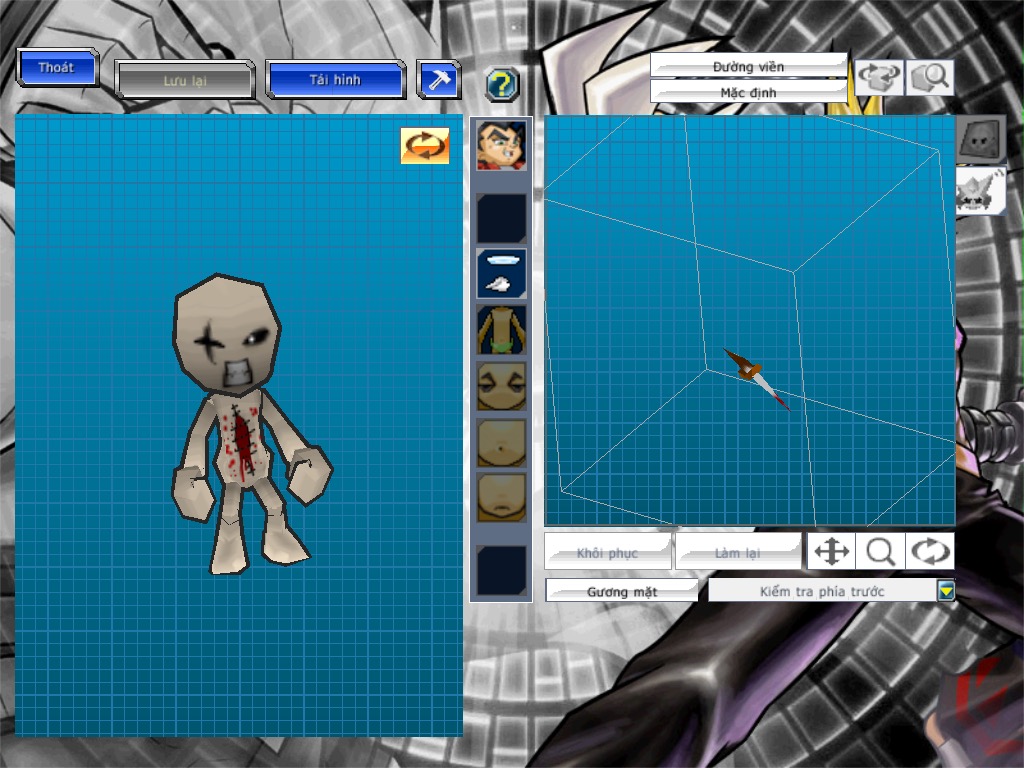 Thoát
Lưu lại
Tải hình
Đường viền
Mặc định
Khôi phục
Làm lại
Gương mặt
Kiểm tra phía trước